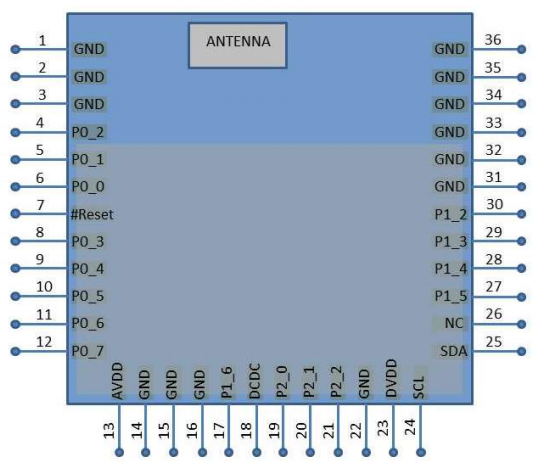 ANTENNA
1 GND
2 GND
3 GND
4 P0_2
5 P0_1
6 P0_0
7 #Reset
8 P0_3
9 P0_4
10 P0_5
11 P0_6
12 P0_7
13 AVDD
14 GND
15 GND
16 GND
17 P1_6
18 DCDC
19 P2_0
20 P2_1
21 P2_2
22 GND
23 DVDD
24 SCL
SDA 25
NC 26
P1_5 27
P1_4 28
P1_3 29
P1_2 30
GND 31
GND 32
GND 33
GND 34
GND 35
GND 36